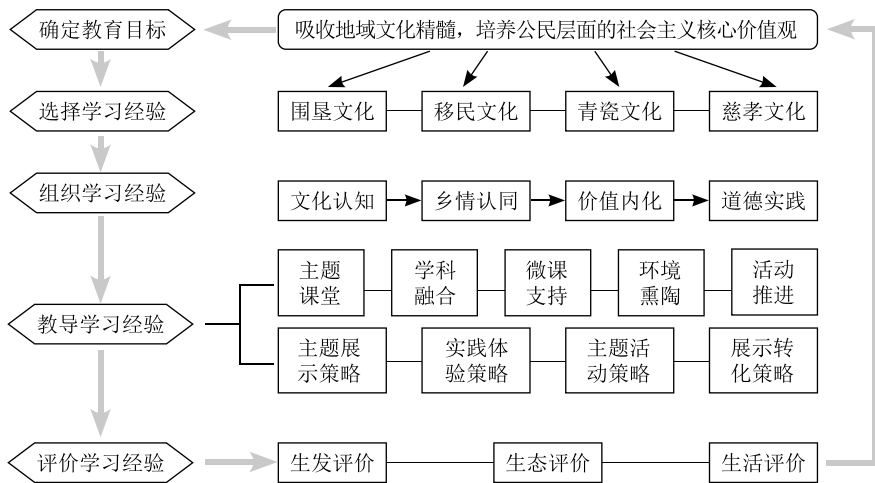 确定教育目标
吸收地域文化精髓，培养公民层面的社会主义核心价值观
选择学习经验
围垦文化
移民文化
青瓷文化
慈孝文化
组织学习经验
文化认知
乡情认同
价值内化
道德实践
教导学习经验
主题
课堂
学科
融合
微课
支持
环境
熏陶
活动
推进
主题展
示策略
实践体
验策略
主题活
动策略
展示转
化策略
评价学习经验
生发评价
生态评价
生活评价